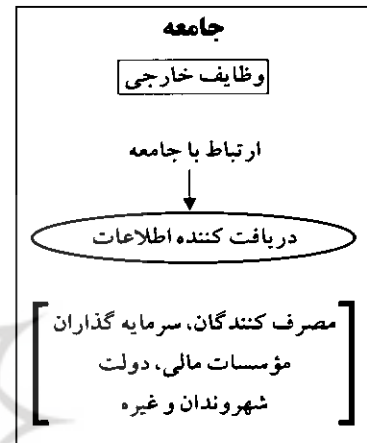 جامعه
وظایف خارجی
ارتباط با جامعه
دریافت کننده اطلاعات
مصرف کنندگان، سرمایه گذاران
مؤسسات مالی، دولت
شهروندان و غیره